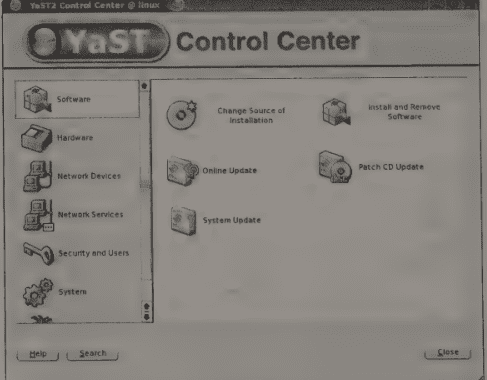 YaST2 Control Center @ linux
YaST Control Center
Software
Hardware
Network Devices
Network Services
Security and Users
System
Change Source of
Installation
Install and Remove
Software
Online Update
Patch CD Update
System Update
Help
Search
Close